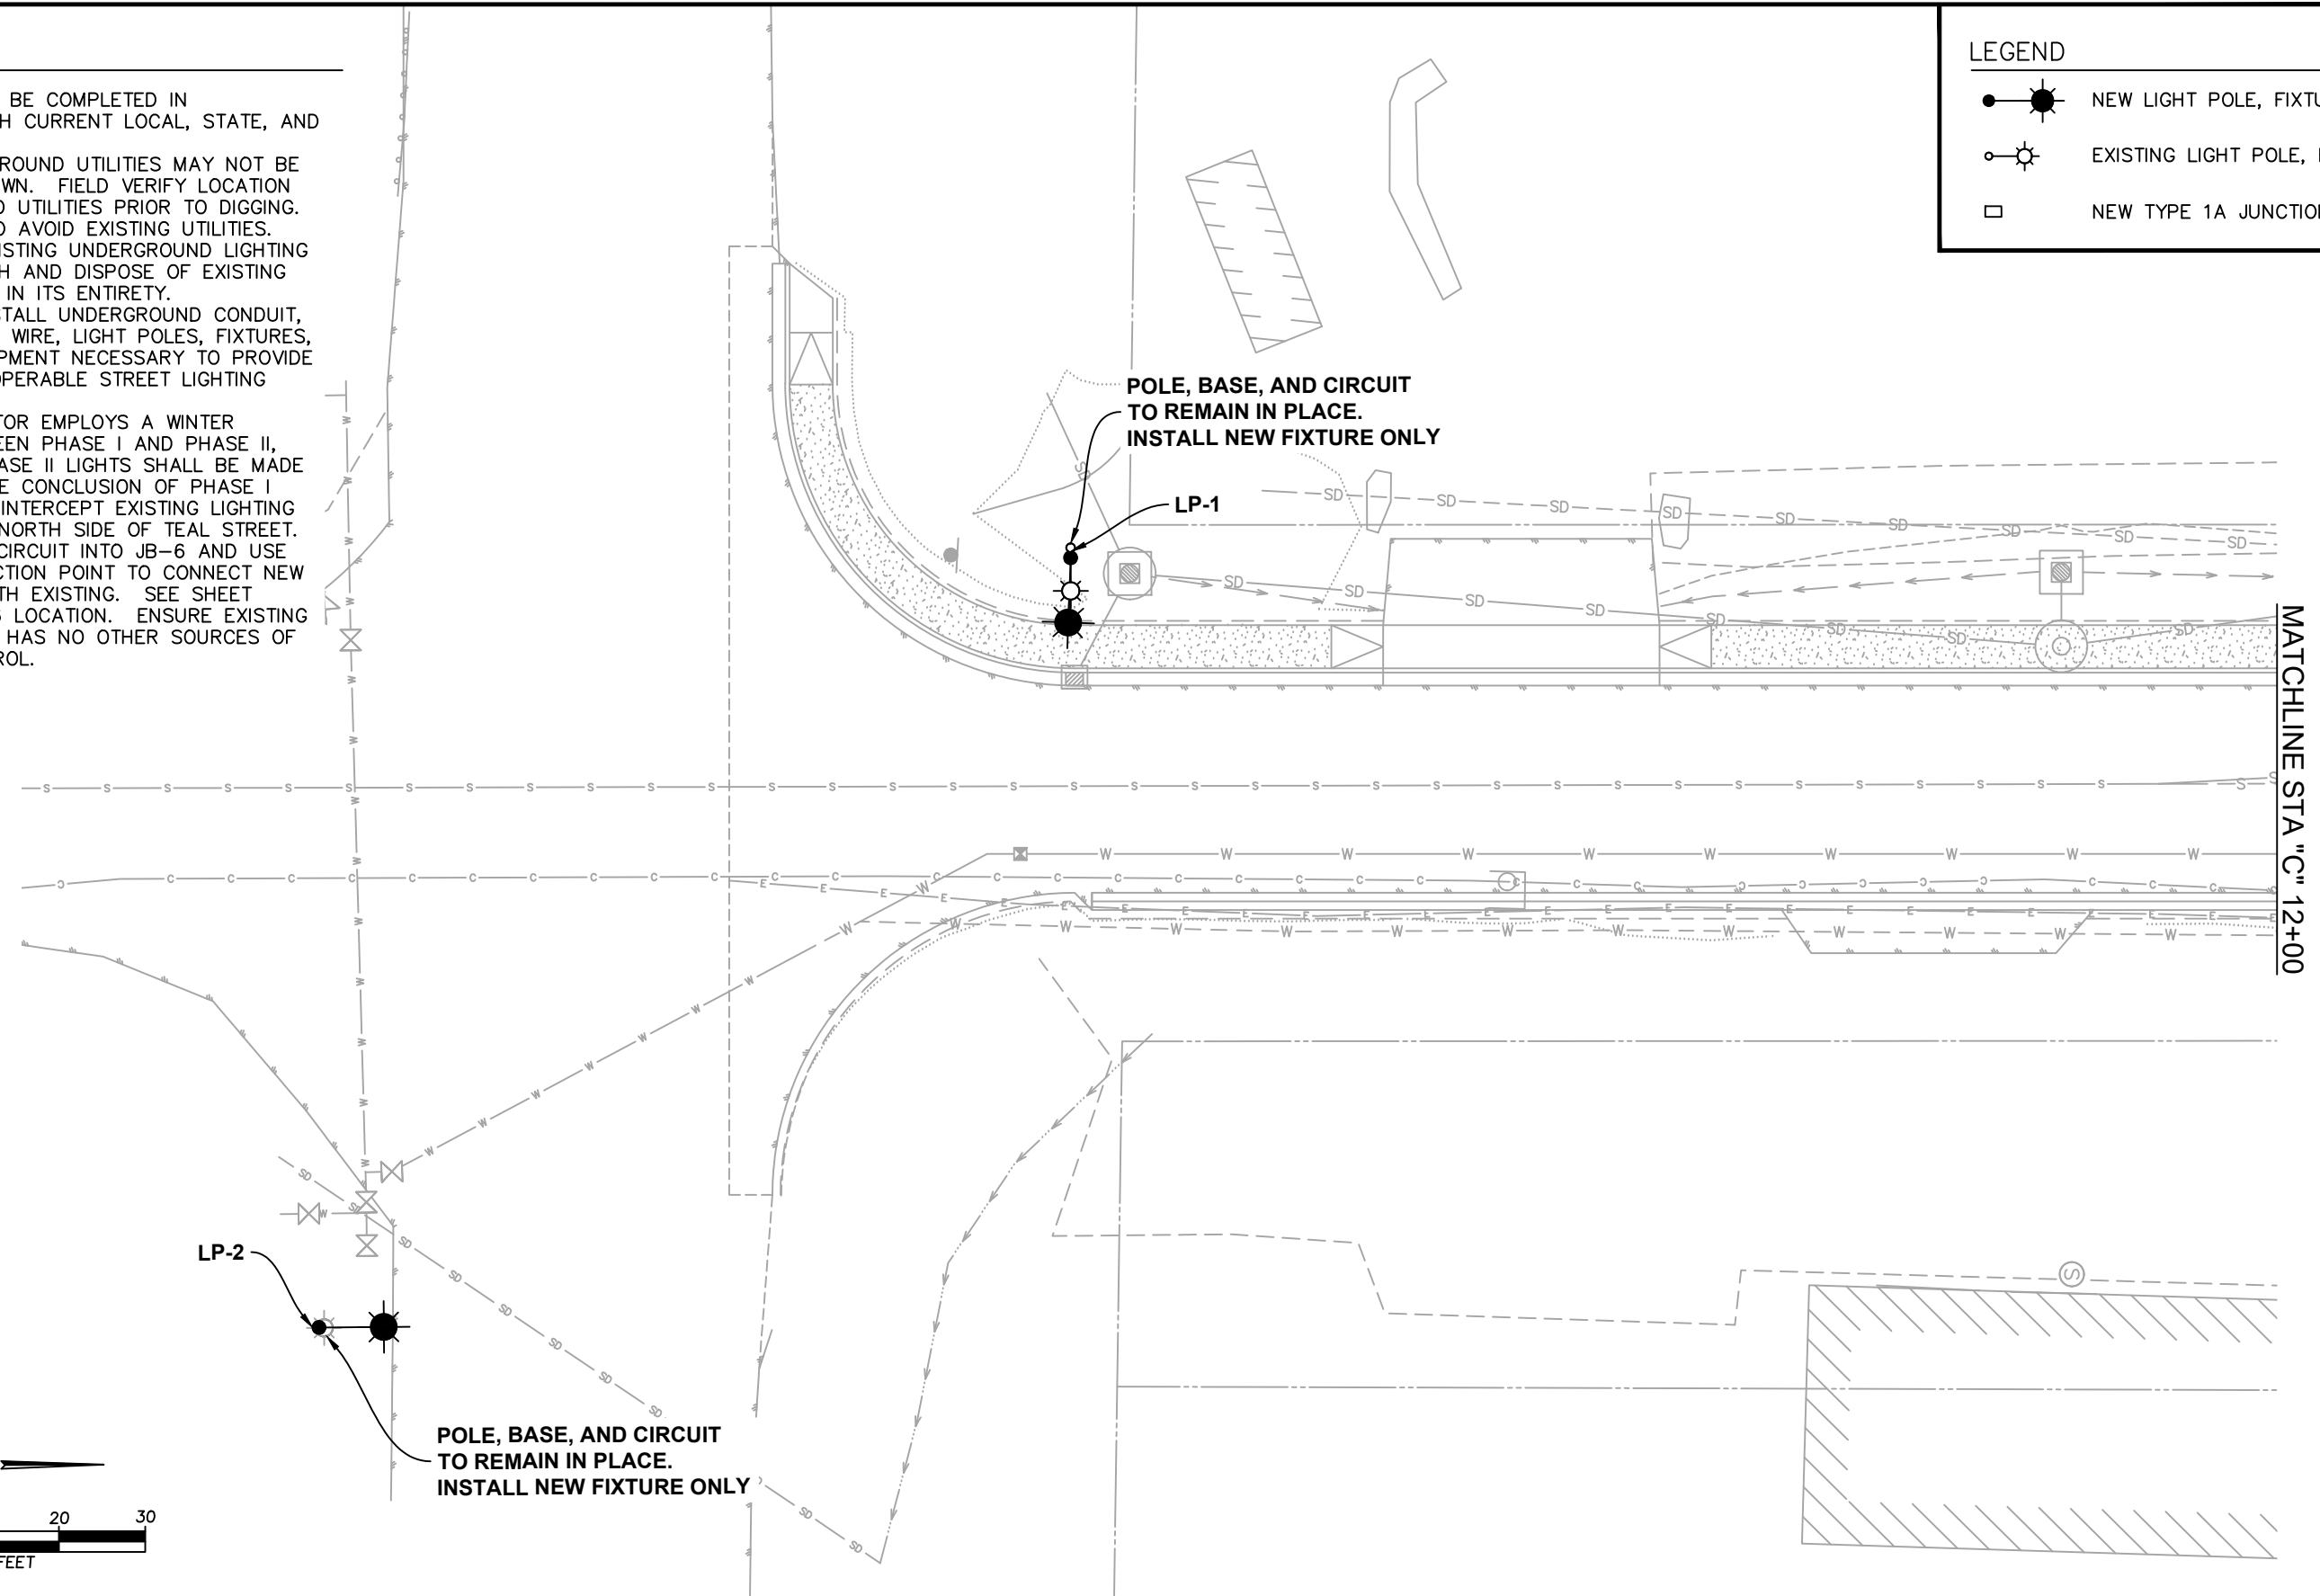 BE COMPLETED IN
H CURRENT LOCAL, STATE, AND
ROUND UTILITIES MAY NOT BE
WN. FIELD VERIFY LOCATION
D UTILITIES PRIOR TO DIGGING.
O AVOID EXISTING UTILITIES.
ISTING UNDERGROUND LIGHTING
H AND DISPOSE OF EXISTING
IN ITS ENTIRETY.
STALL UNDERGROUND CONDUIT,
WIRE, LIGHT POLES, FIXTURES,
PMENT NECESSARY TO PROVIDE
OPERABLE STREET LIGHTING
TOR EMPLOYS A WINTER
EEN PHASE I AND PHASE II,
ASE II LIGHTS SHALL BE MADE
E CONCLUSION OF PHASE I
INTERCEPT EXISTING LIGHTING
NORTH SIDE OF TEAL STREET.
CIRCUIT INTO JB-6 AND USE
CTION POINT TO CONNECT NEW
TH EXISTING. SEE SHEET
6 LOCATION. ENSURE EXISTING
HAS NO OTHER SOURCES OF
ROL.
LEGEND
NEW LIGHT POLE, FIXTU
EXISTING LIGHT POLE,
NEW TYPE 1A JUNCTION
POLE, BASE, AND CIRCUIT
TO REMAIN IN PLACE.
INSTALL NEW FIXTURE ONLY
LP-1
MATCHLINE STA "C" 12+00
LP-2
POLE, BASE, AND CIRCUIT
TO REMAIN IN PLACE.
INSTALL NEW FIXTURE ONLY
20 30
FEET